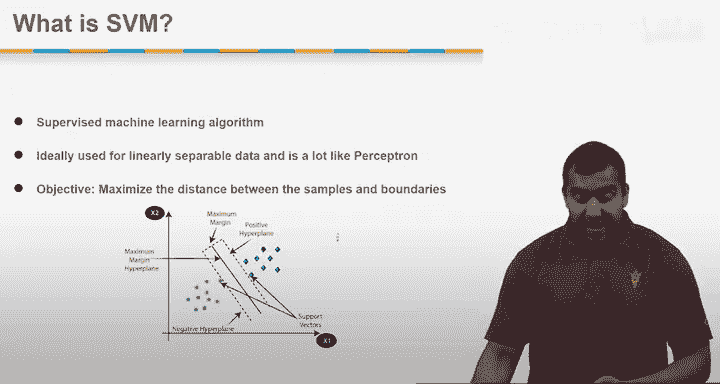 What is SVM?
Supervised machine learning algorithm
Ideally used for linearly separable data and is a lot like Perceptron
Objective: Maximize the distance between the samples and boundaries
X2
Maximum
Margin
Positive
Hyperplane
Maximum
Margin
Hyperplane
Support
Vectors
Negative Hyperplane
X1